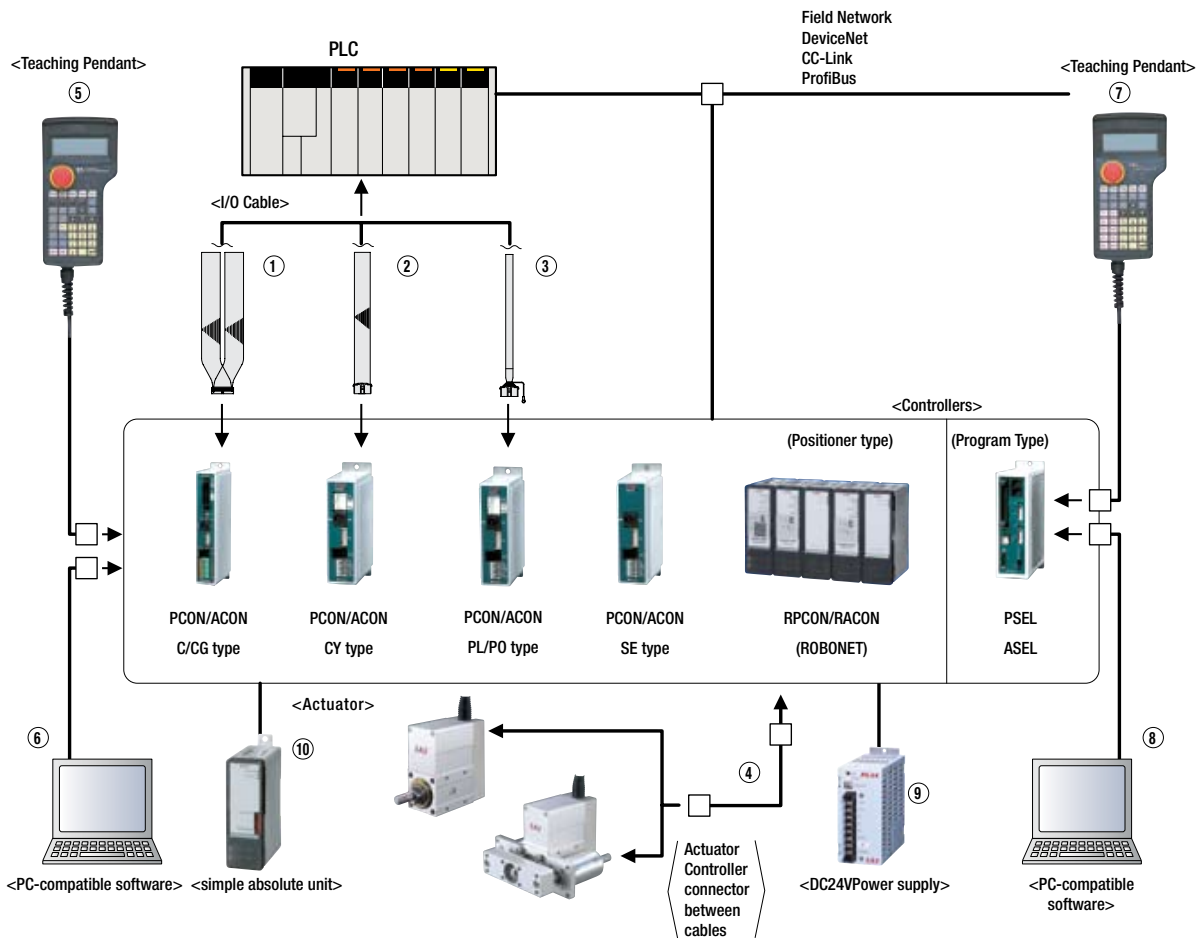 Field Network
DeviceNet
CC-Link
ProfiBus
PLC
<Teaching Pendant>
⑤
<Teaching Pendant>
⑦
<I/O Cable>
①
②
③
<Controllers>
(Positioner type)
(Program Type)
PCON/ACON
C/CG type
PCON/ACON
CY type
PCON/ACON
PL/PO type
PCON/ACON
SE type
RPCON/RACON
(ROBONET)
PSEL
ASEL
<Actuator>
⑥
⑩
④
⑨
⑧
Actuator
Controller
connector
between
cables
<PC-compatible software>
<simple absolute unit>
<DC24VPower supply>
<PC-compatible
software>